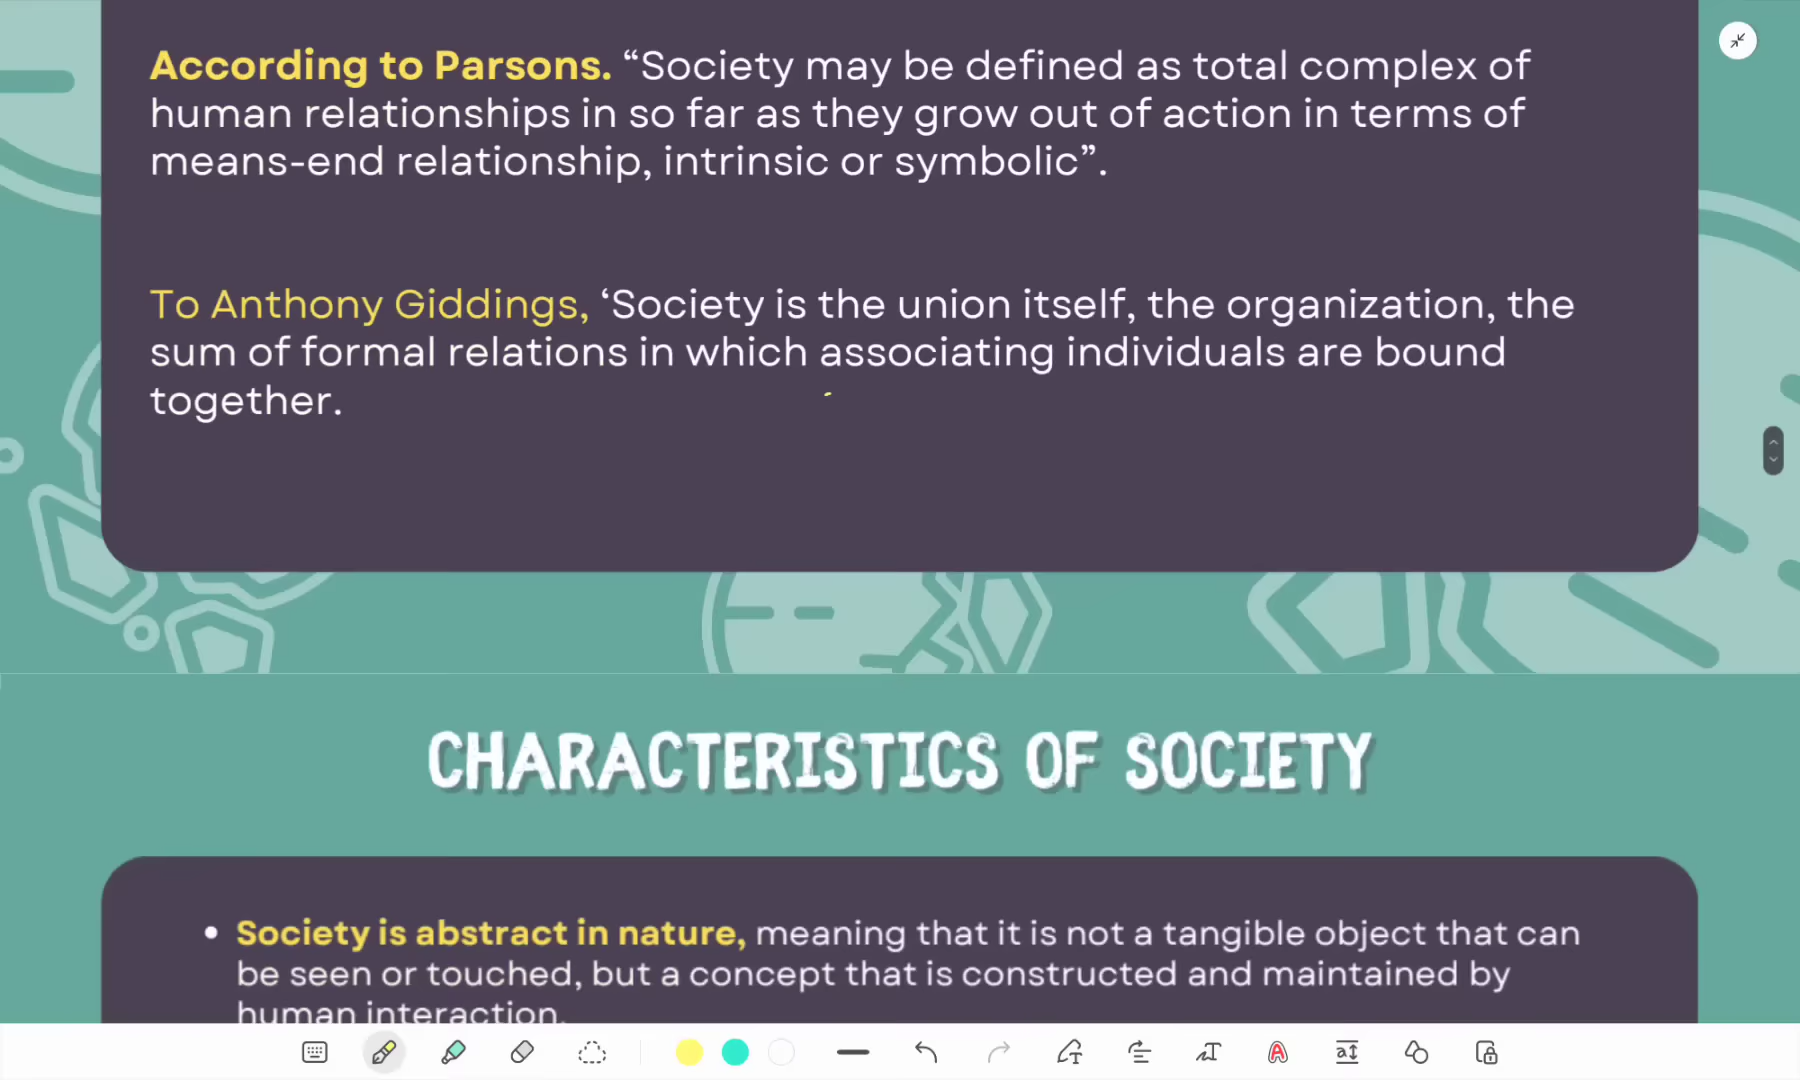 According to Parsons. “Society may be defined as total complex of
human relationships in so far as they grow out of action in terms of
means-end relationship, intrinsic or symbolic”.
To Anthony Giddings, ‘Society is the union itself, the organization, the
sum of formal relations in which associating individuals are bound
together.
CHARACTERISTICS OF SOCIETY
• Society is abstract in nature, meaning that it is not a tangible object that can
be seen or touched, but a concept that is constructed and maintained by
human interaction.